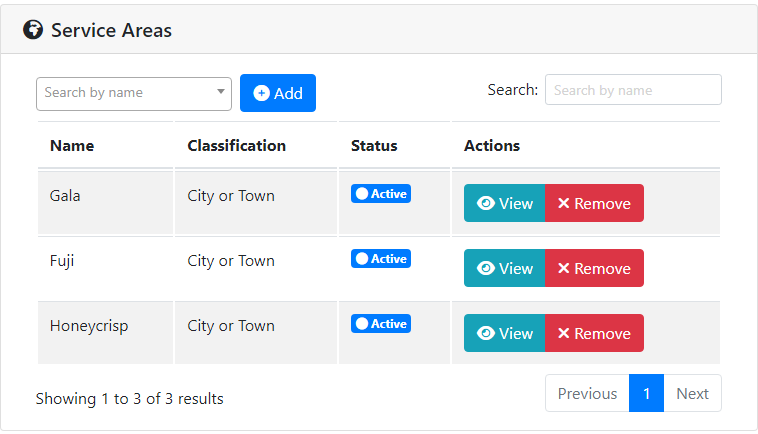 Service Areas
Search by name Add Search: Search by name
Name Classification Status Actions
Gala City or Town Active View Remove
Fuji City or Town Active View Remove
Honeycrisp City or Town Active View Remove
Showing 1 to 3 of 3 results Previous 1 Next